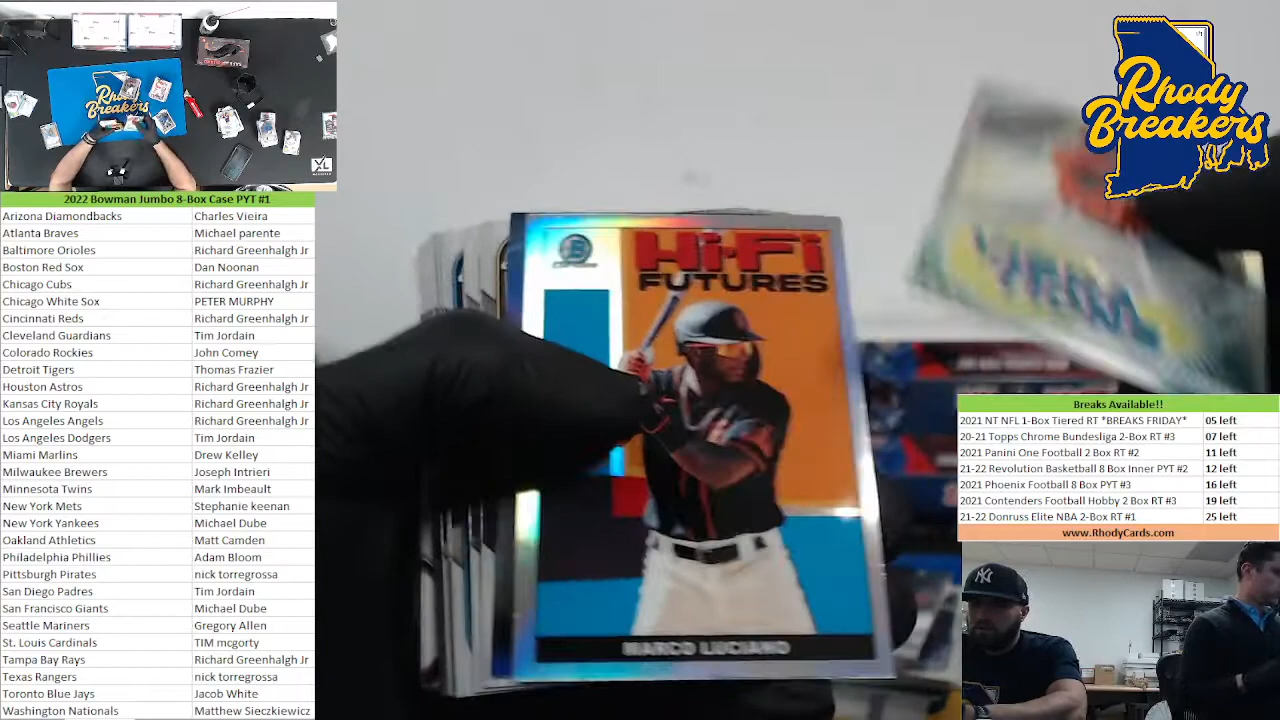 2022 Bowman Jumbo 8-Box Case PYT #1
Arizona Diamondbacks Charles Vieira
Atlanta Braves Michael parente
Baltimore Orioles Richard Greenhalgh Jr
Boston Red Sox Dan Noonan
Chicago Cubs Richard Greenhalgh Jr
Chicago White Sox PETER MURPHY
Cincinnati Reds Richard Greenhalgh Jr
Cleveland Guardians Tim Jordain
Colorado Rockies John Comey
Detroit Tigers Thomas Frazier
Houston Astros Richard Greenhalgh Jr
Kansas City Royals Richard Greenhalgh Jr
Los Angeles Angels Richard Greenhalgh Jr
Los Angeles Dodgers Tim Jordain
Miami Marlins Drew Kelley
Milwaukee Brewers Joseph Intrieri
Minnesota Twins Mark Imbeault
New York Mets Stephanie keenan
New York Yankees Michael Dube
Oakland Athletics Matt Camden
Philadelphia Phillies Adam Bloom
Pittsburgh Pirates nick torregrossa
San Diego Padres Tim Jordain
San Francisco Giants Michael Dube
Seattle Mariners Gregory Allen
St. Louis Cardinals TIM mcgorty
Tampa Bay Rays Richard Greenhalgh Jr
Texas Rangers nick torregrossa
Toronto Blue Jays Jacob White
Washington Nationals Matthew Sieczkiewicz
Rhody
Breakers
XL
Hi-Fi
FUTURES
MARCO LUCIANO
Rhody
Breakers
Breaks Available!!
2021 NT NFL 1-Box Tiered RT *BREAKS FRIDAY* 05 left
20-21 Topps Chrome Bundesliga 2-Box RT #3 07 left
2021 Panini One Football 2 Box RT #2 11 left
21-22 Revolution Basketball 8 Box Inner PYT #2 12 left
2021 Phoenix Football 8 Box PYT #3 16 left
2021 Contenders Football Hobby 2 Box RT #3 19 left
21-22 Donruss Elite NBA 2-Box RT #1 25 left
www.RhodyCards.com